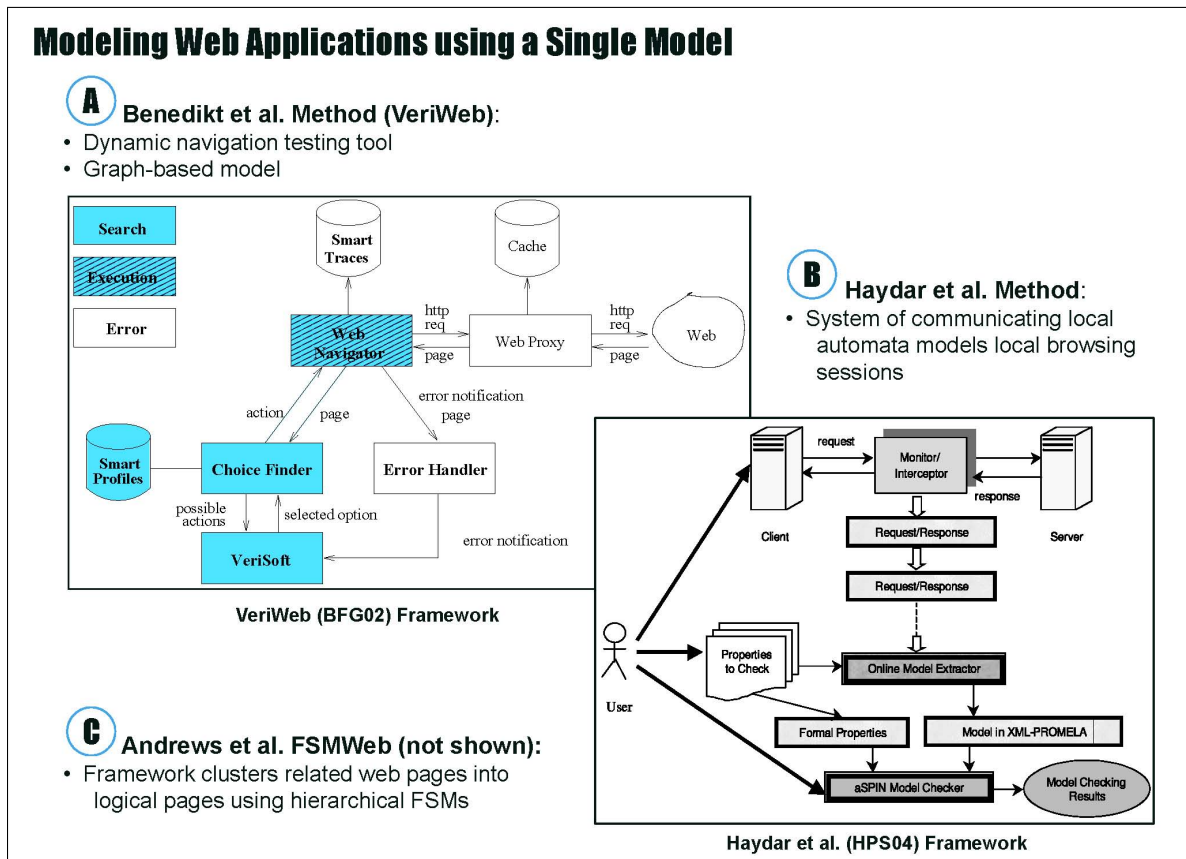 Modeling Web Applications using a Single Model
A
Benedikt et al. Method (VeriWeb):
• Dynamic navigation testing tool
• Graph-based model
Search
Execution
Error
Smart
Traces
Cache
Web
Navigator
http
req
page
Web Proxy
http
req
page
Web
action
page
error notification
page
Smart
Profiles
Choice Finder
Error Handler
possible
actions
selected option
error notification
VeriSoft
VeriWeb (BFG02) Framework
B
Haydar et al. Method:
• System of communicating local
automata models local browsing
sessions
request
Monitor/
Interceptor
response
Client
Server
Request/Response
Request/Response
User
Properties
to Check
Online Model Extractor
Formal Properties
Model in XML-PROMELA
aSPIN Model Checker
Model Checking
Results
Haydar et al. (HPS04) Framework
C
Andrews et al. FSMWeb (not shown):
• Framework clusters related web pages into
logical pages using hierarchical FSMs